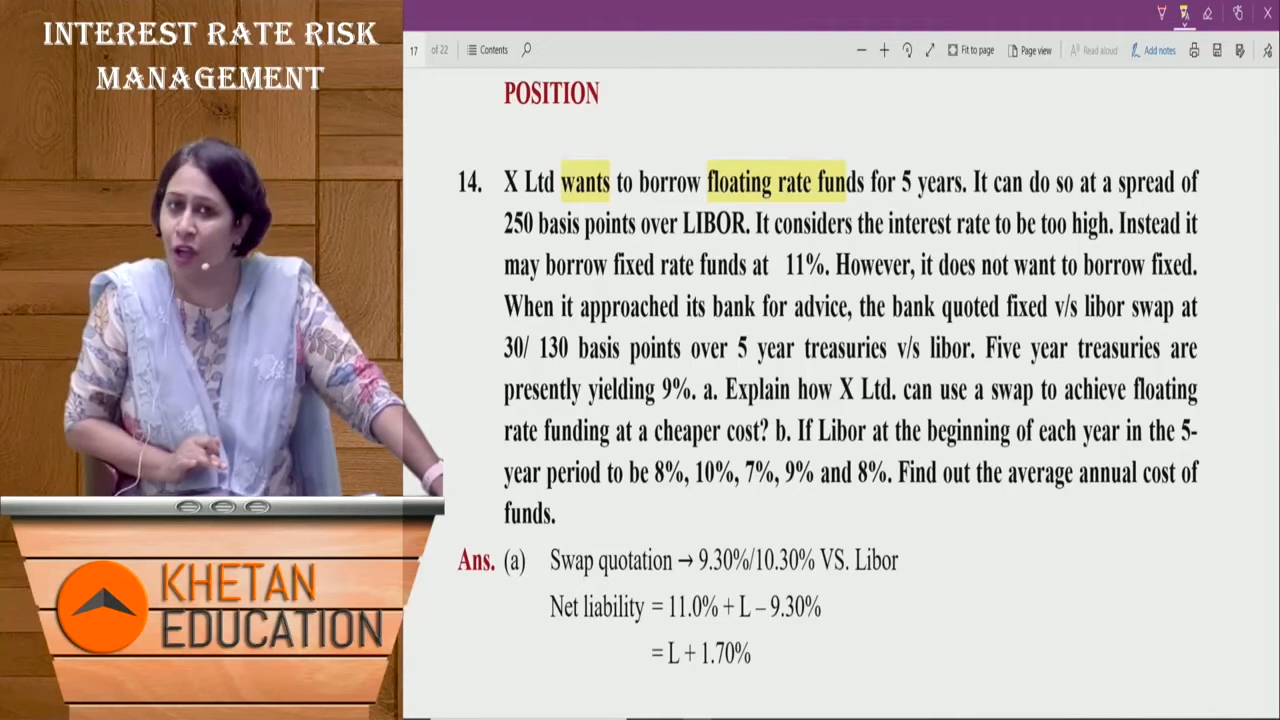 INTEREST RATE RISK
MANAGEMENT
17 of 22 Contents Fit to page Page view Read aloud Add notes
POSITION
14. X Ltd wants to borrow floating rate funds for 5 years. It can do so at a spread of
250 basis points over LIBOR. It considers the interest rate to be too high. Instead it
may borrow fixed rate funds at 11%. However, it does not want to borrow fixed.
When it approached its bank for advice, the bank quoted fixed v/s libor swap at
30/ 130 basis points over 5 year treasuries v/s libor. Five year treasuries are
presently yielding 9%. a. Explain how X Ltd. can use a swap to achieve floating
rate funding at a cheaper cost? b. If Libor at the beginning of each year in the 5-
year period to be 8%, 10%, 7%, 9% and 8%. Find out the average annual cost of
funds.
Ans. (a) Swap quotation → 9.30%/10.30% VS. Libor
Net liability = 11.0% + L – 9.30%
= L + 1.70%
KHETAN
EDUCATION